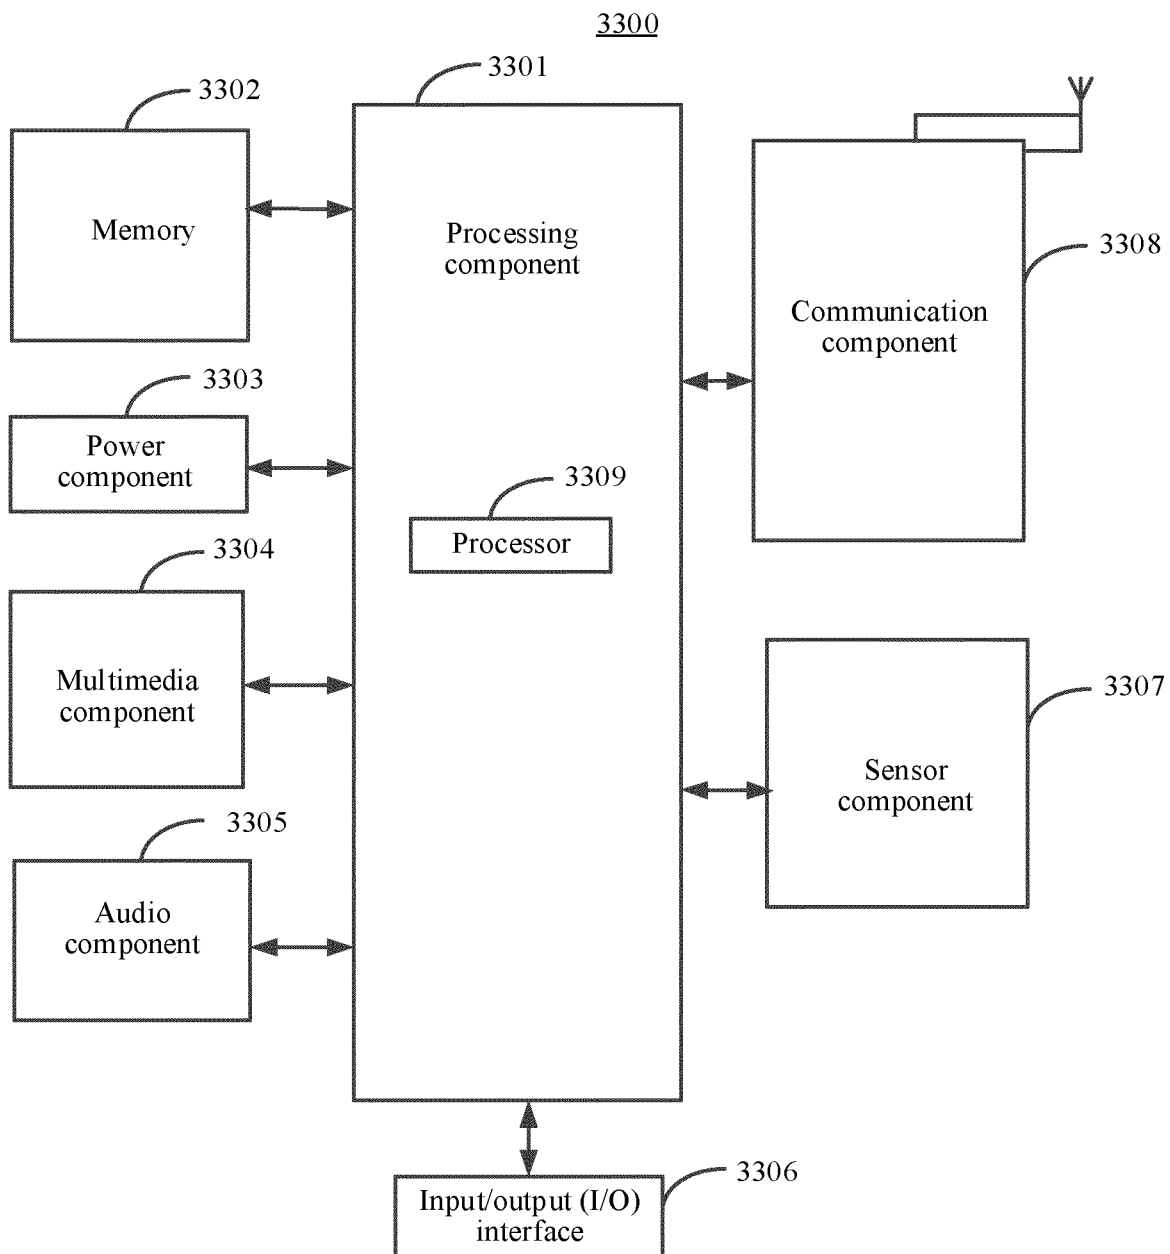 3300
3301
3302
Memory
Processing
component
3308
Communication
component
3303
Power
component
3309
Processor
3304
Multimedia
component
3307
Sensor
component
3305
Audio
component
3306
Input/output (I/O)
interface